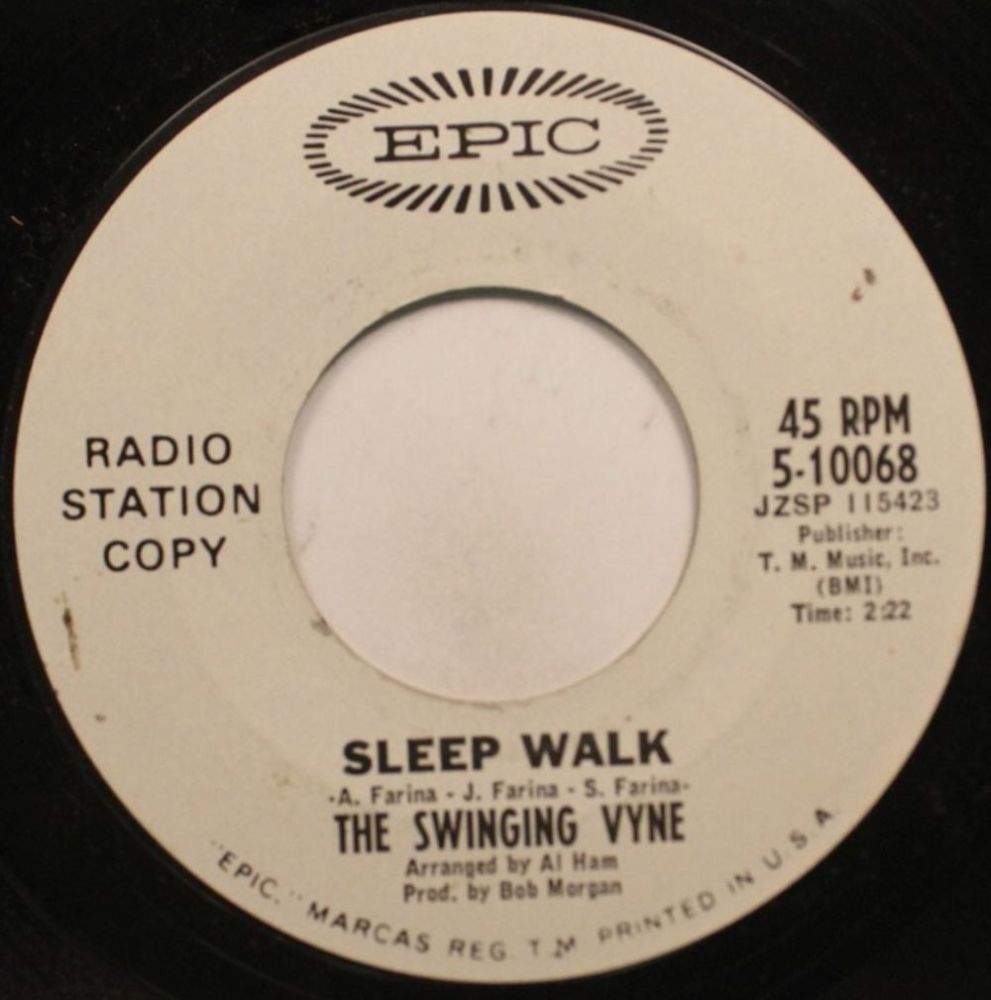 EPIC
RADIO
STATION
COPY
45 RPM
5-10068
JZSP 115423
Publisher:
T. M. Music, Inc.
(BMI)
Time: 2:22
SLEEP WALK
-A. Farina - J. Farina - S. Farina-
THE SWINGING VYNE
Arranged by Al Ham
Prod. by Bob Morgan
"EPIC," MARCAS REG. T.M. PRINTED IN U.S.A.